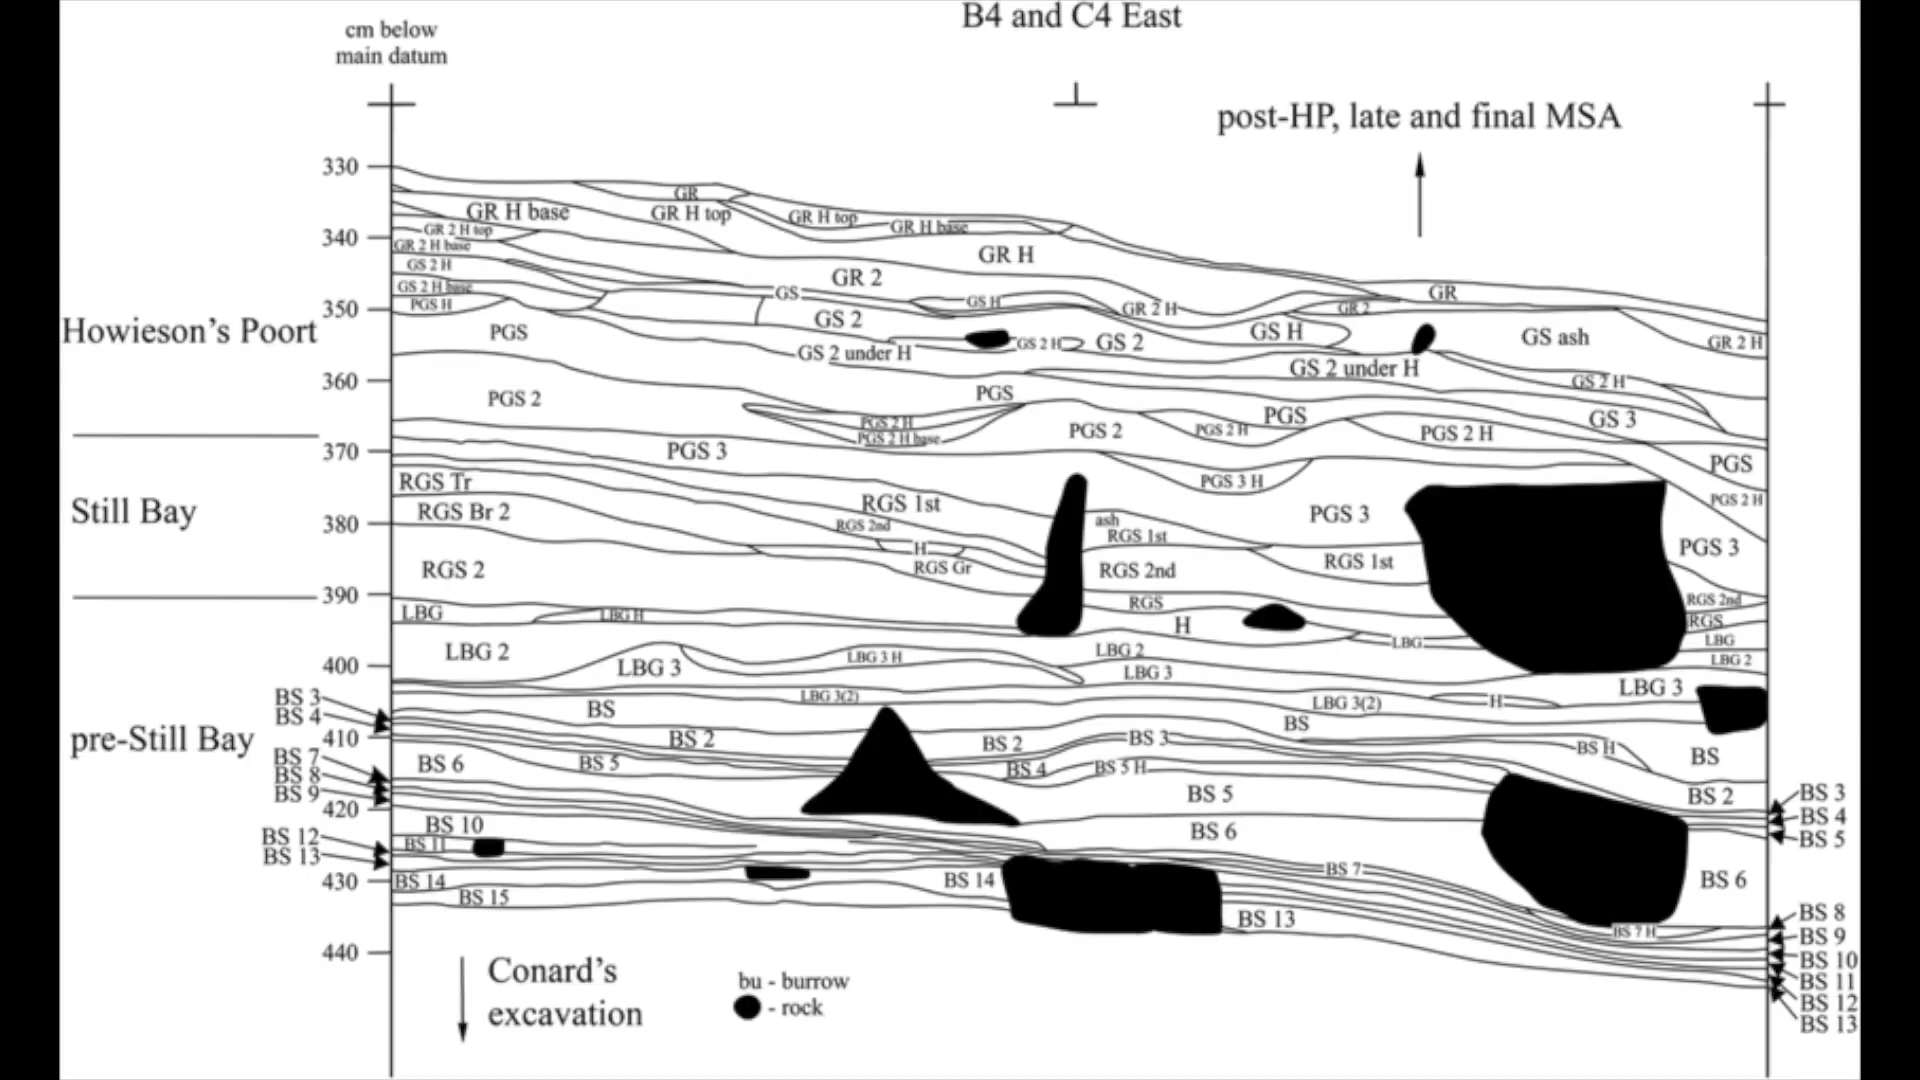 B4 and C4 East
cm below
main datum
post-HP, late and final MSA
330
GR
GR H base
GR H top
GR H top
GR H base
GR 2 H top
340
GR 2 H base
GR H
GS 2 H
GR 2
GS 2 H base
GS
GR
PGS H
GS H
350
GR 2 H
GR 2
GS 2
Howieson's Poort
PGS
GS H
GS ash
GS 2 H
GS 2
GR 2 H
GS 2 under H
GS 2 under H
360
GS 2 H
PGS 2
PGS
PGS 2 H
PGS
GS 3
PGS 2 H base
PGS 2
PGS 2 H
PGS 2 H
370
PGS 3
PGS
RGS Tr
PGS 3 H
PGS 2 H
Still Bay
RGS Br 2
RGS 1st
PGS 3
380
RGS 2nd
ash
RGS 1st
H
PGS 3
RGS 2
RGS Gr
RGS 2nd
RGS 1st
390
RGS
RGS 2nd
LBG
LBG H
H
RGS
LBG
LBG
LBG 2
LBG 3 H
LBG 2
LBG 2
400
LBG 3
LBG 3
LBG 3
BS 3
LBG 3(2)
LBG 3(2)
H
BS 4
BS
BS
pre-Still Bay
410
BS 2
BS 2
BS 3
BS H
BS
BS 7
BS 6
BS 5
BS 4
BS 5 H
BS 8
BS 9
BS 5
BS 2
BS 3
420
BS 4
BS 10
BS 6
BS 5
BS 12
BS 11
BS 13
BS 7
430
BS 14
BS 14
BS 6
BS 15
BS 13
BS 8
BS 7 H
BS 9
440
BS 10
BS 11
BS 12
BS 13
Conard's
excavation
bu - burrow
- rock